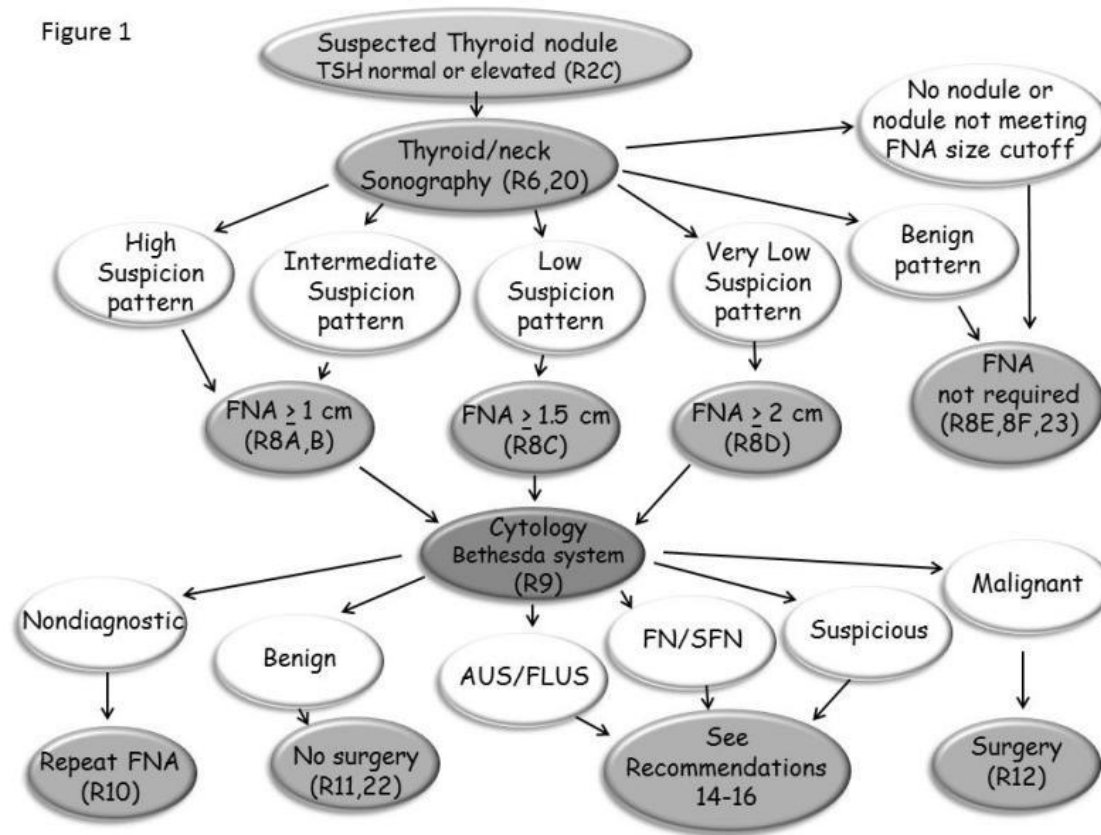 Figure 1
Suspected Thyroid nodule
TSH normal or elevated (R2C)
No nodule or
nodule not meeting
FNA size cutoff
Thyroid/neck
Sonography (R6,20)
High
Suspicion
pattern
Intermediate
Suspicion
pattern
Low
Suspicion
pattern
Very Low
Suspicion
pattern
Benign
pattern
FNA ≥ 1 cm
(R8A,B)
FNA ≥ 1.5 cm
(R8C)
FNA ≥ 2 cm
(R8D)
FNA
not required
(R8E,8F,23)
Cytology
Bethesda system
(R9)
Nondiagnostic
Benign
AUS/FLUS
FN/SFN
Suspicious
Malignant
Repeat FNA
(R10)
No surgery
(R11,22)
See
Recommendations
14-16
Surgery
(R12)